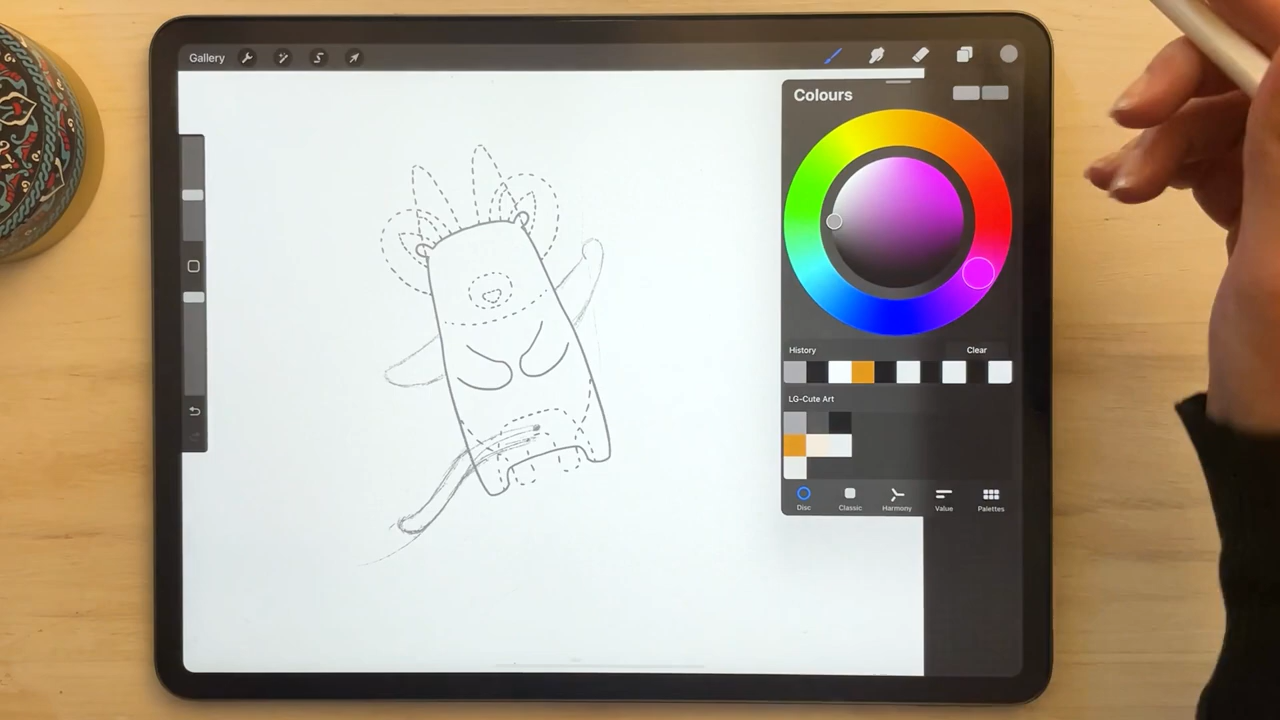 Gallery
Colours
History Clear
LG-Cute Art
Disc Classic Harmony Value Palettes